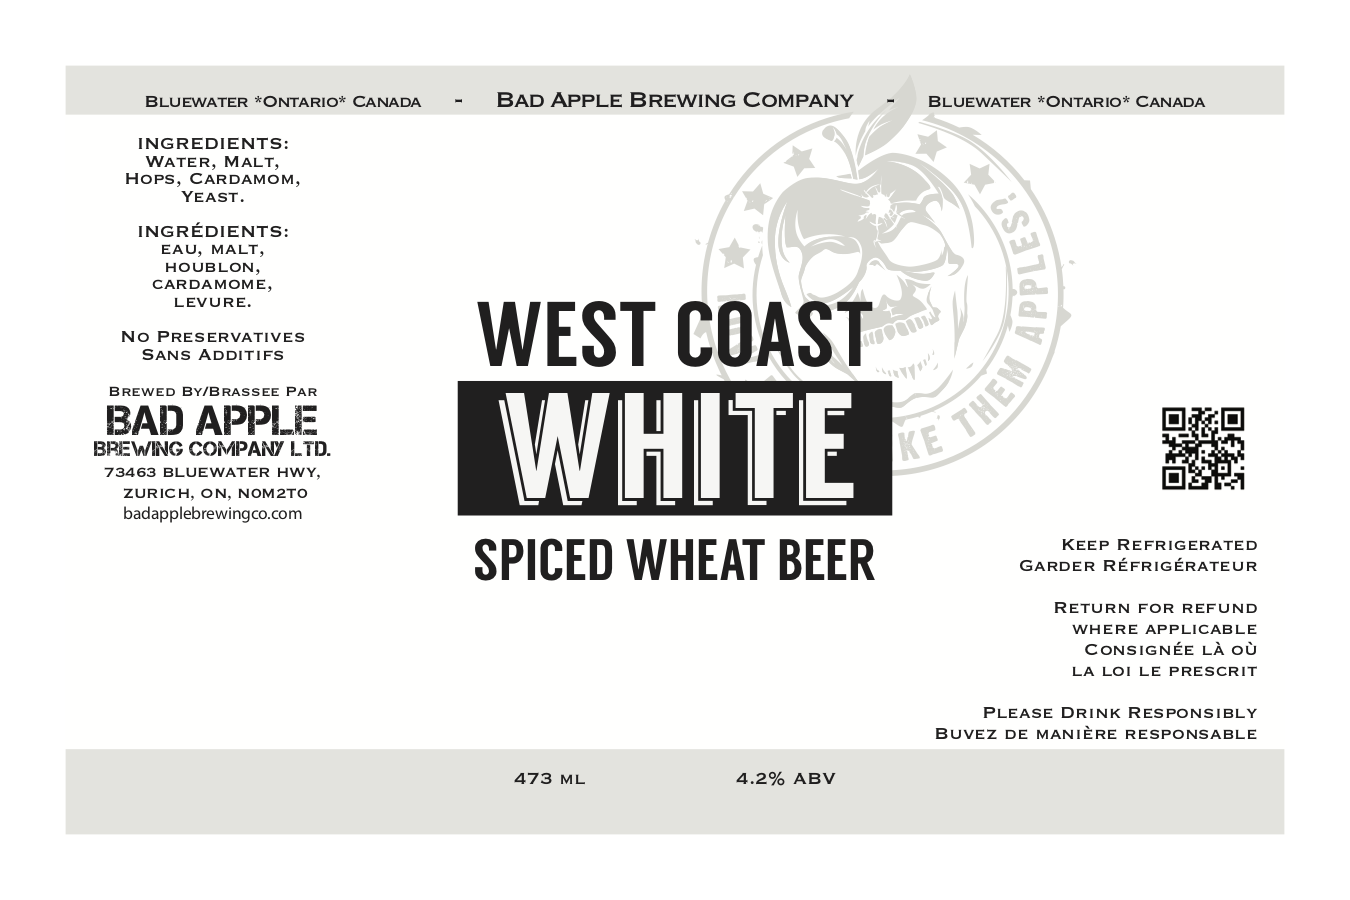 Bluewater *Ontario* Canada - Bad Apple Brewing Company - Bluewater *Ontario* Canada
INGREDIENTS:
Water, Malt,
Hops, Cardamom,
Yeast.
INGRÉDIENTS:
EAU, MALT,
HOUBLON,
CARDAMOME,
LEVURE.
No Preservatives
Sans Additifs
Brewed By/Brassee Par
BAD APPLE
BREWING COMPANY LTD.
73463 BLUEWATER HWY,
ZURICH, ON, N0M2T0
badapplebrewingco.com
KE THEM APPLES?
WEST COAST
WHITE
SPICED WHEAT BEER
Keep Refrigerated
Garder Réfrigérateur
Return for refund
where applicable
Consignée là où
la loi le prescrit
Please Drink Responsibly
Buvez de manière responsable
473 ml 4.2% ABV